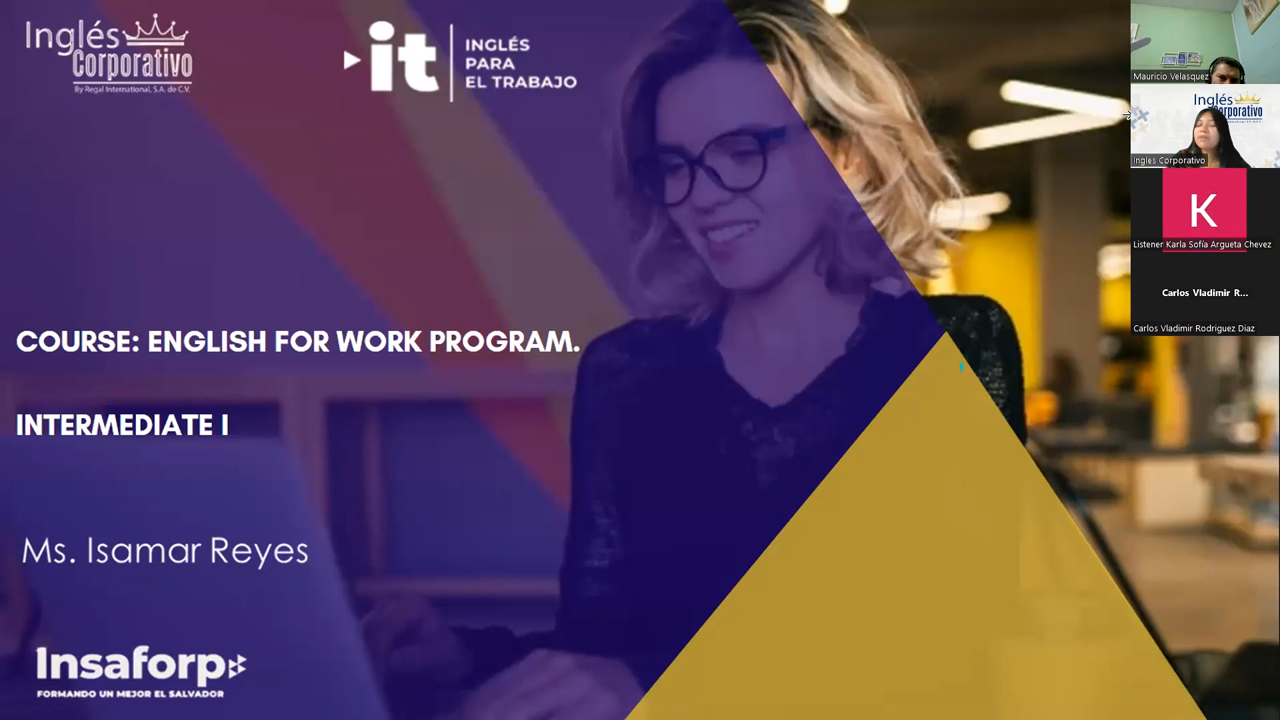 Inglés
Corporativo
By Regal International, S.A. de C.V.
it
INGLÉS
PARA
EL TRABAJO
COURSE: ENGLISH FOR WORK PROGRAM.
INTERMEDIATE I
Ms. Isamar Reyes
Insaforp
FORMANDO UN MEJOR EL SALVADOR
Mauricio Velasquez
Inglés
Corporativo
Ingles Corporativo
K
Listener Karla Sofía Argueta Chevez
Carlos Vladimir R...
Carlos Vladimir Rodriguez Diaz